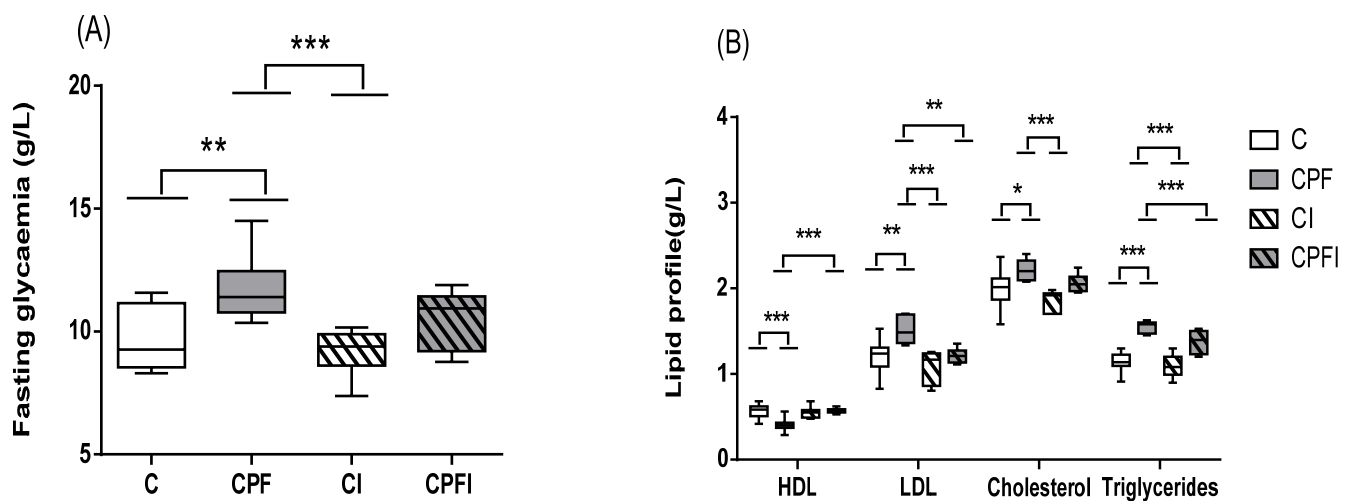 (A)
***
**
Fasting glycaemia (g/L)
20
15
10
5
C CPF CI CPFI
(B)
**
***
***
***
*
***
**
***
***
***
Lipid profile(g/L)
4
3
2
1
0
HDL LDL Cholesterol Triglycerides
C
CPF
CI
CPFI